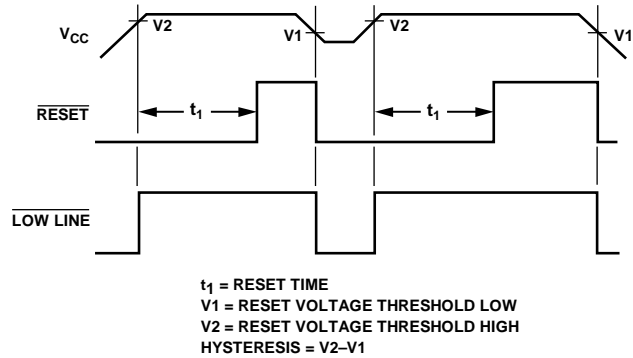 V2 V1 V2 V1
VCC
RESET
t1 t1
LOW LINE
t1 = RESET TIME
V1 = RESET VOLTAGE THRESHOLD LOW
V2 = RESET VOLTAGE THRESHOLD HIGH
HYSTERESIS = V2–V1